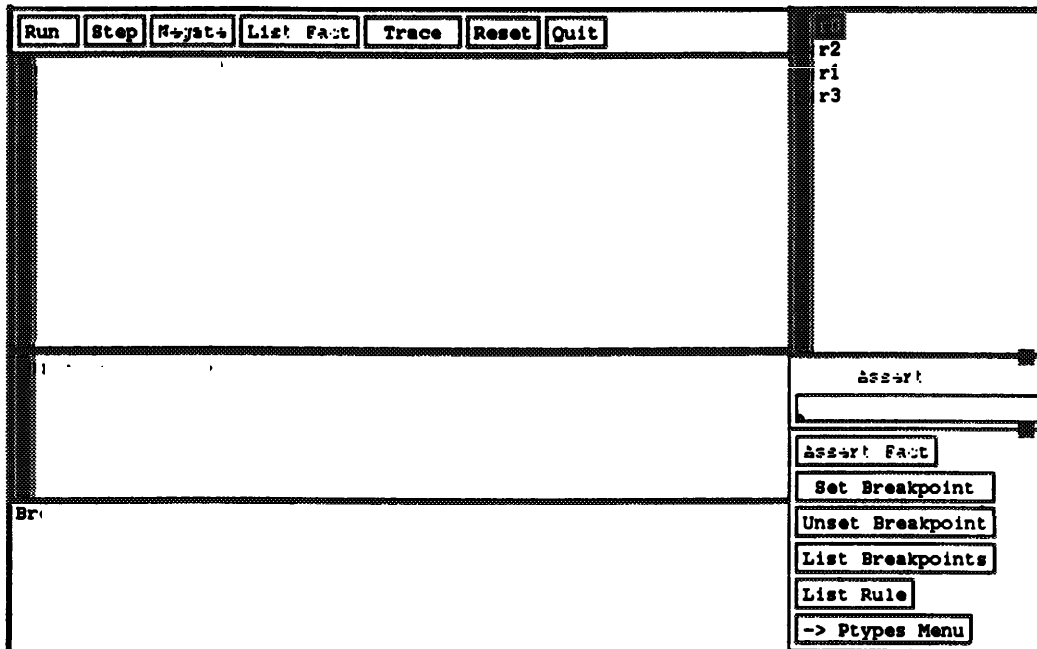 Run Step List Fact Trace Reset Quit
r2
r1
r3
Assert
Assert Fact
Set Breakpoint
Unset Breakpoint
List Breakpoints
List Rule
-> Ptypes Menu